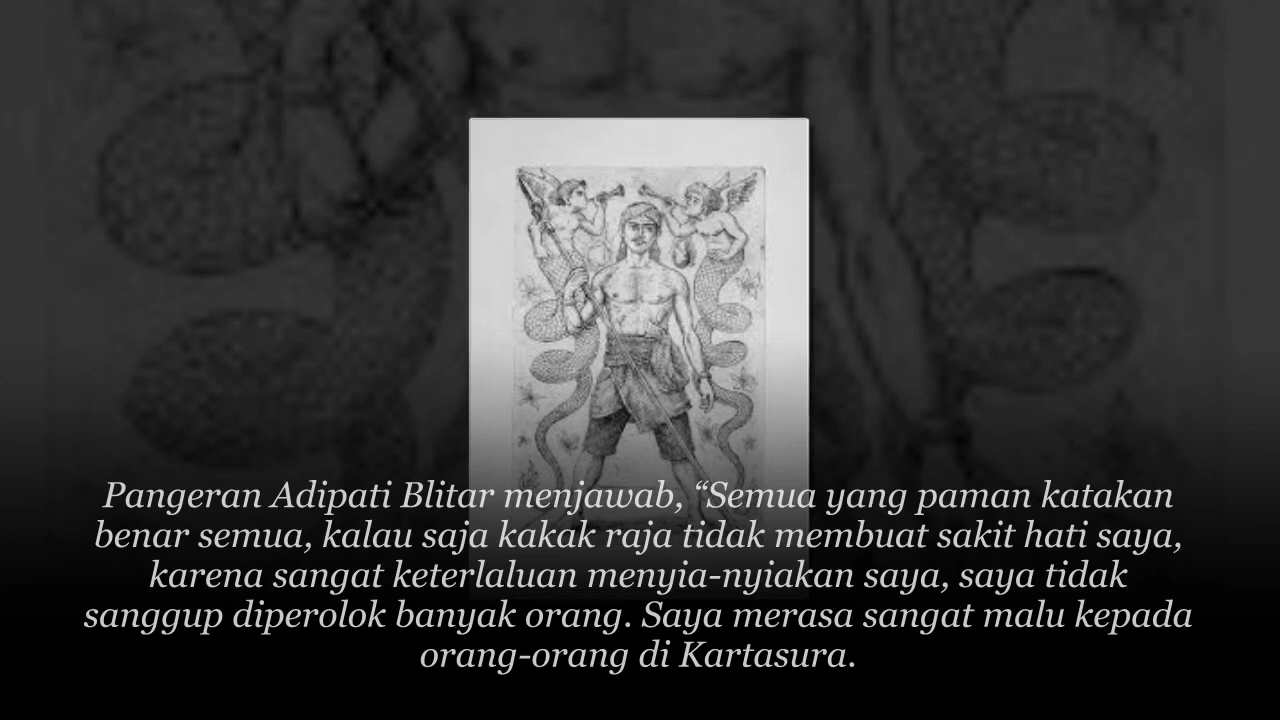 Pangeran Adipati Blitar menjawab, “Semua yang paman katakan
benar semua, kalau saja kakak raja tidak membuat sakit hati saya,
karena sangat keterlaluan menyia-nyiakan saya, saya tidak
sanggup diperolok banyak orang. Saya merasa sangat malu kepada
orang-orang di Kartasura.